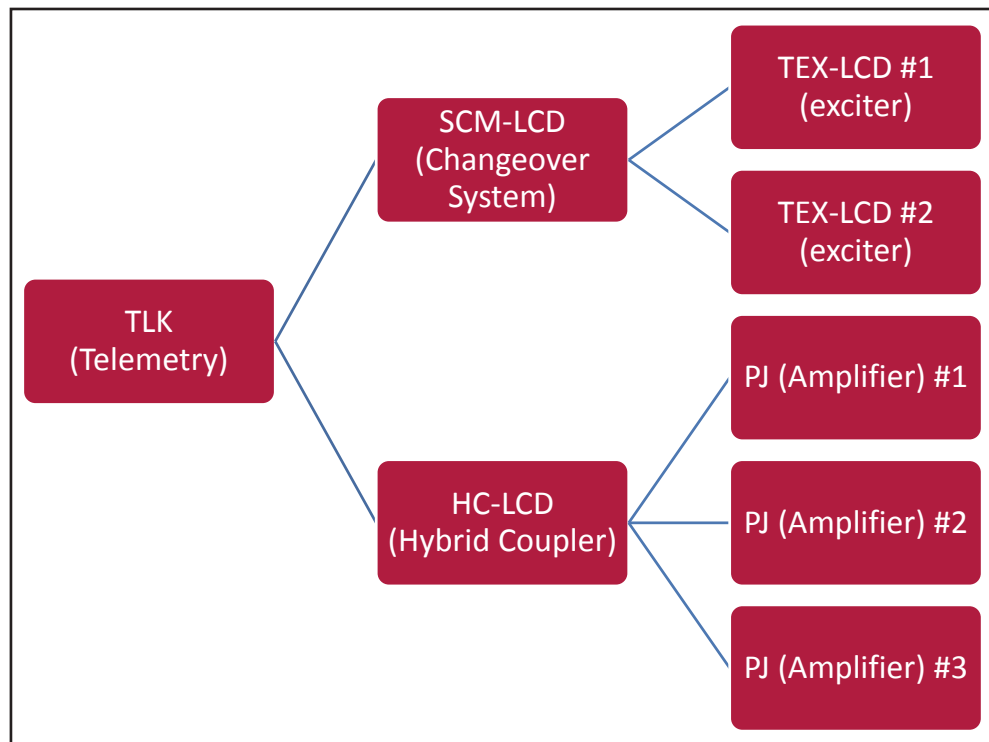 TLK
(Telemetry)
SCM-LCD
(Changeover
System)
TEX-LCD #1
(exciter)
TEX-LCD #2
(exciter)
HC-LCD
(Hybrid Coupler)
PJ (Amplifier) #1
PJ (Amplifier) #2
PJ (Amplifier) #3